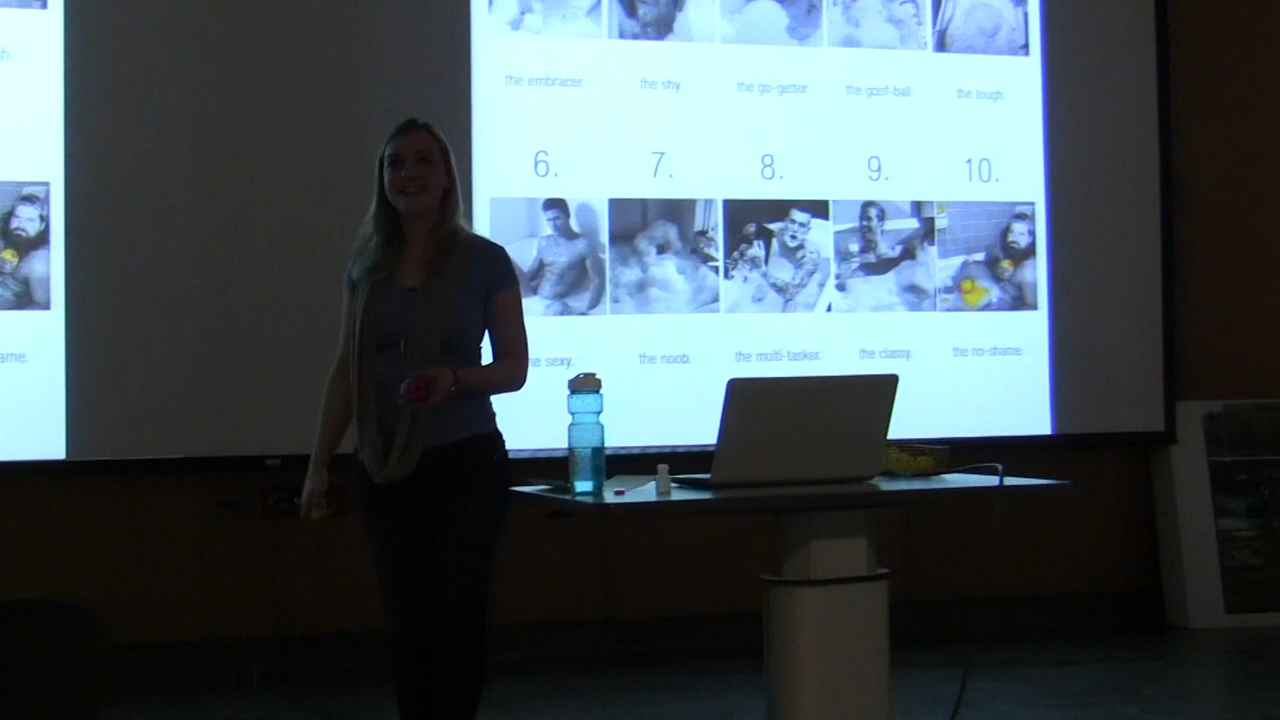 the embracer. the shy. the go-getter. the goof-ball. the tough.
6. 7. 8. 9. 10.
sexy. the noob. the multi-tasker. the classy. the no-shame.